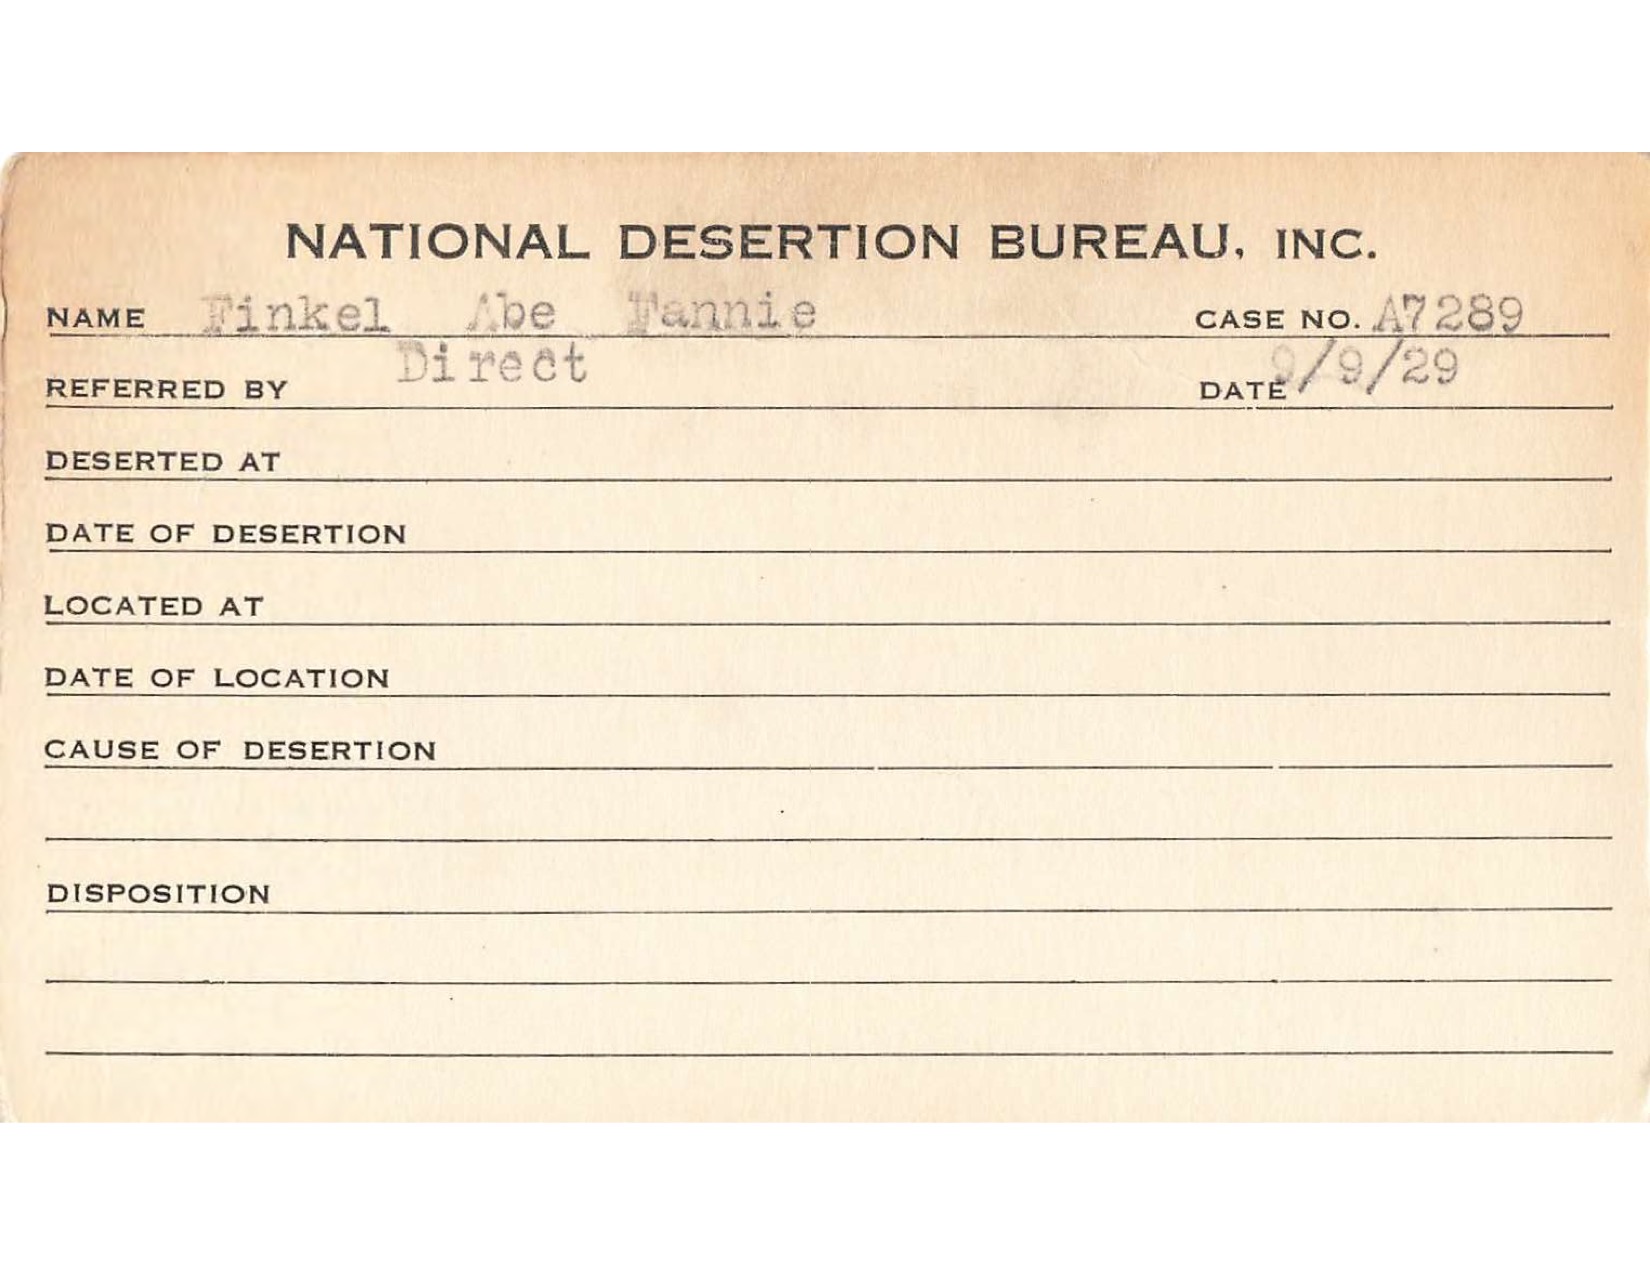 NATIONAL DESERTION BUREAU, INC.
NAME Finkel Abe Fannie CASE NO. A7289
REFERRED BY Direct DATE 9/9/29
DESERTED AT
DATE OF DESERTION
LOCATED AT
DATE OF LOCATION
CAUSE OF DESERTION
DISPOSITION